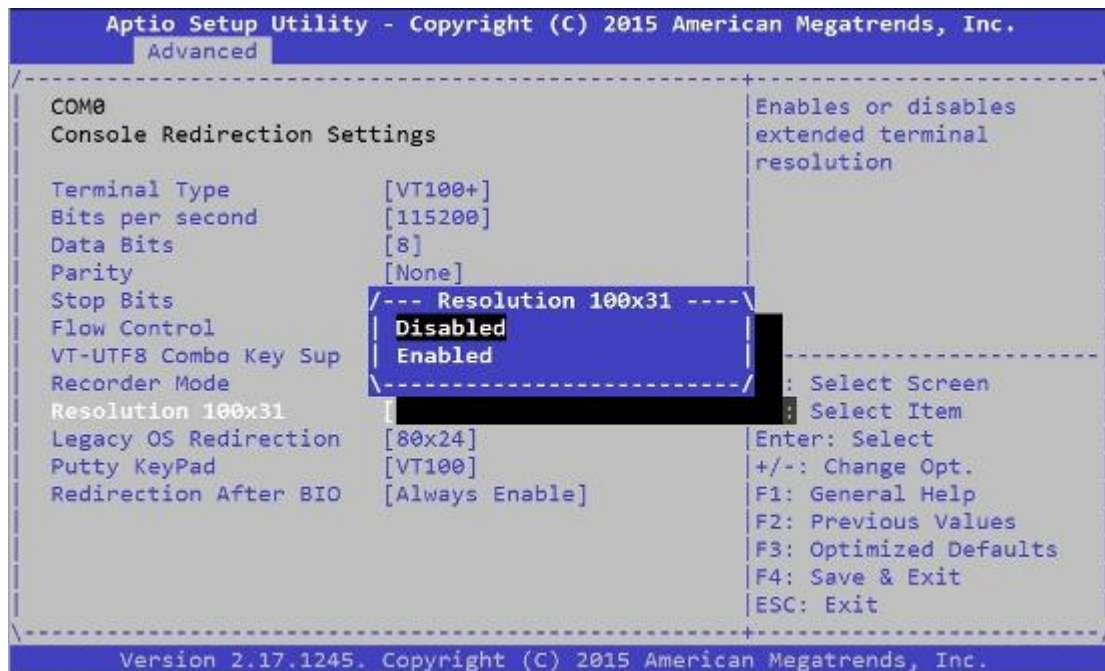 Aptio Setup Utility - Copyright (C) 2015 American Megatrends, Inc.
Advanced
COM0
Console Redirection Settings
Terminal Type [VT100+]
Bits per second [115200]
Data Bits [8]
Parity [None]
Stop Bits
Flow Control
VT-UTF8 Combo Key Sup
Recorder Mode
Resolution 100x31 [
Legacy OS Redirection [80x24]
Putty KeyPad [VT100]
Redirection After BIO [Always Enable]
/--- Resolution 100x31 ----\
Disabled
Enabled
Enables or disables
extended terminal
resolution
: Select Screen
: Select Item
Enter: Select
+/-: Change Opt.
F1: General Help
F2: Previous Values
F3: Optimized Defaults
F4: Save & Exit
ESC: Exit
Version 2.17.1245. Copyright (C) 2015 American Megatrends, Inc.